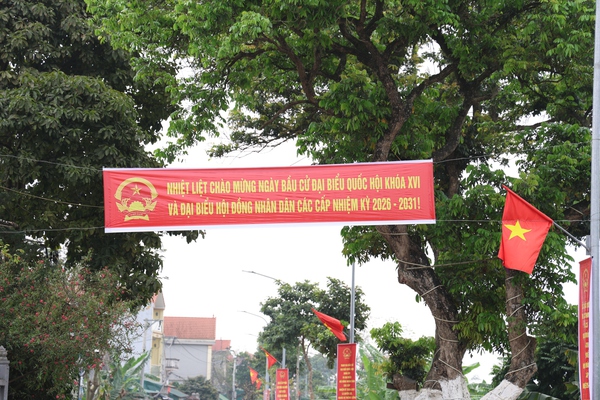 NHIỆT LIỆT CHÀO MỪNG NGÀY BẦU CỬ ĐẠI BIỂU QUỐC HỘI KHÓA XVI
VÀ ĐẠI BIỂU HỘI ĐỒNG NHÂN DÂN CÁC CẤP NHIỆM KỲ 2026 - 2031!